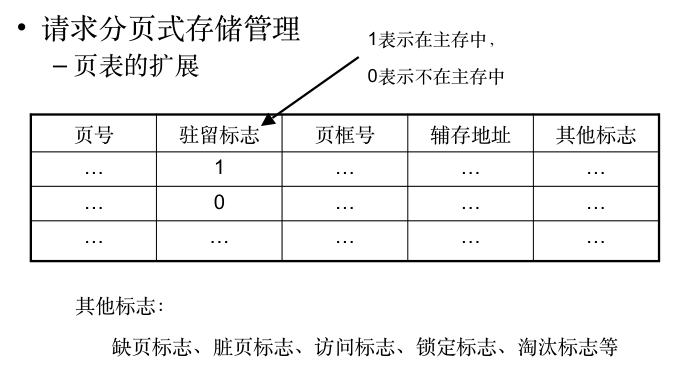 • 请求分页式存储管理
– 页表的扩展
1表示在主存中,
0表示不在主存中
页号 驻留标志 页框号 辅存地址 其他标志
… 1 … … …
… 0 … … …
… … … … …
其他标志:
缺页标志、脏页标志、访问标志、锁定标志、淘汰标志等